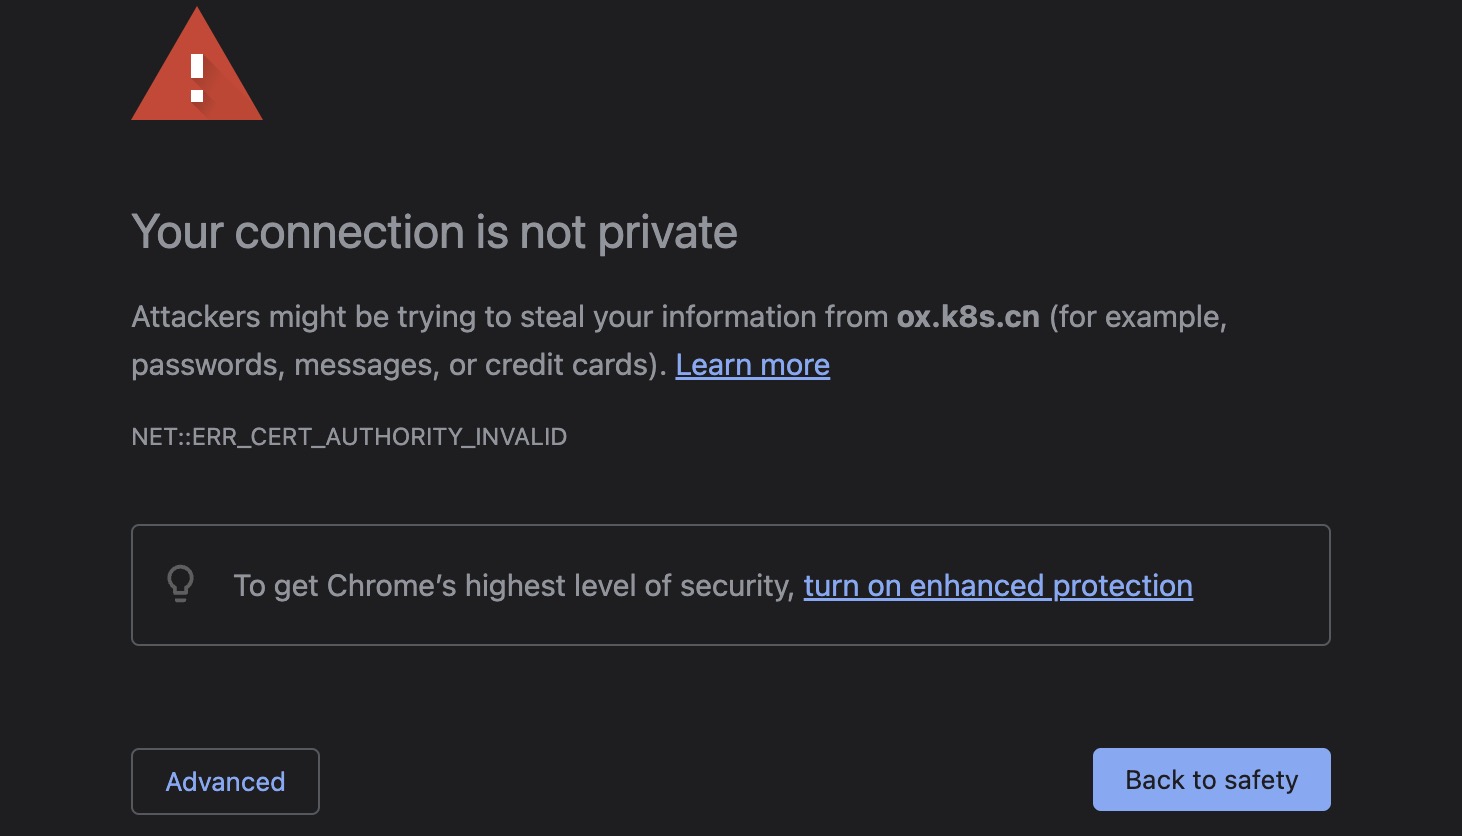 Your connection is not private
Attackers might be trying to steal your information from ox.k8s.cn (for example,
passwords, messages, or credit cards). Learn more
NET::ERR_CERT_AUTHORITY_INVALID
To get Chrome’s highest level of security, turn on enhanced protection
Advanced
Back to safety